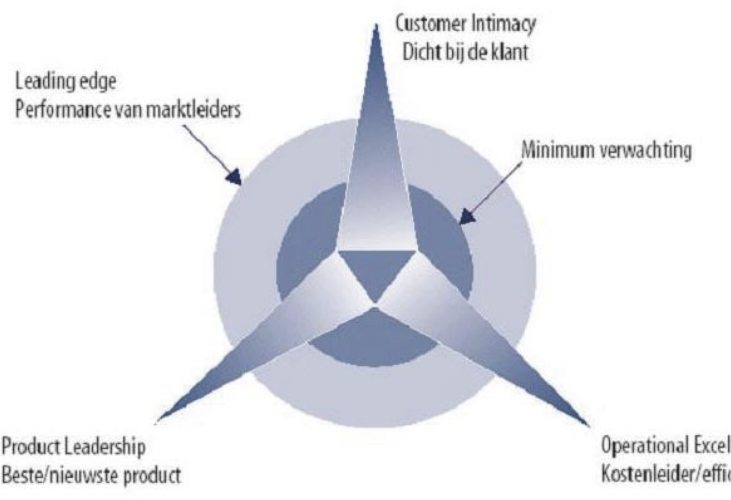 Customer Intimacy
Dicht bij de klant
Leading edge
Performance van marktleiders
Minimum verwachting
Product Leadership
Beste/nieuwste product
Operational Excel
Kostenleider/effic